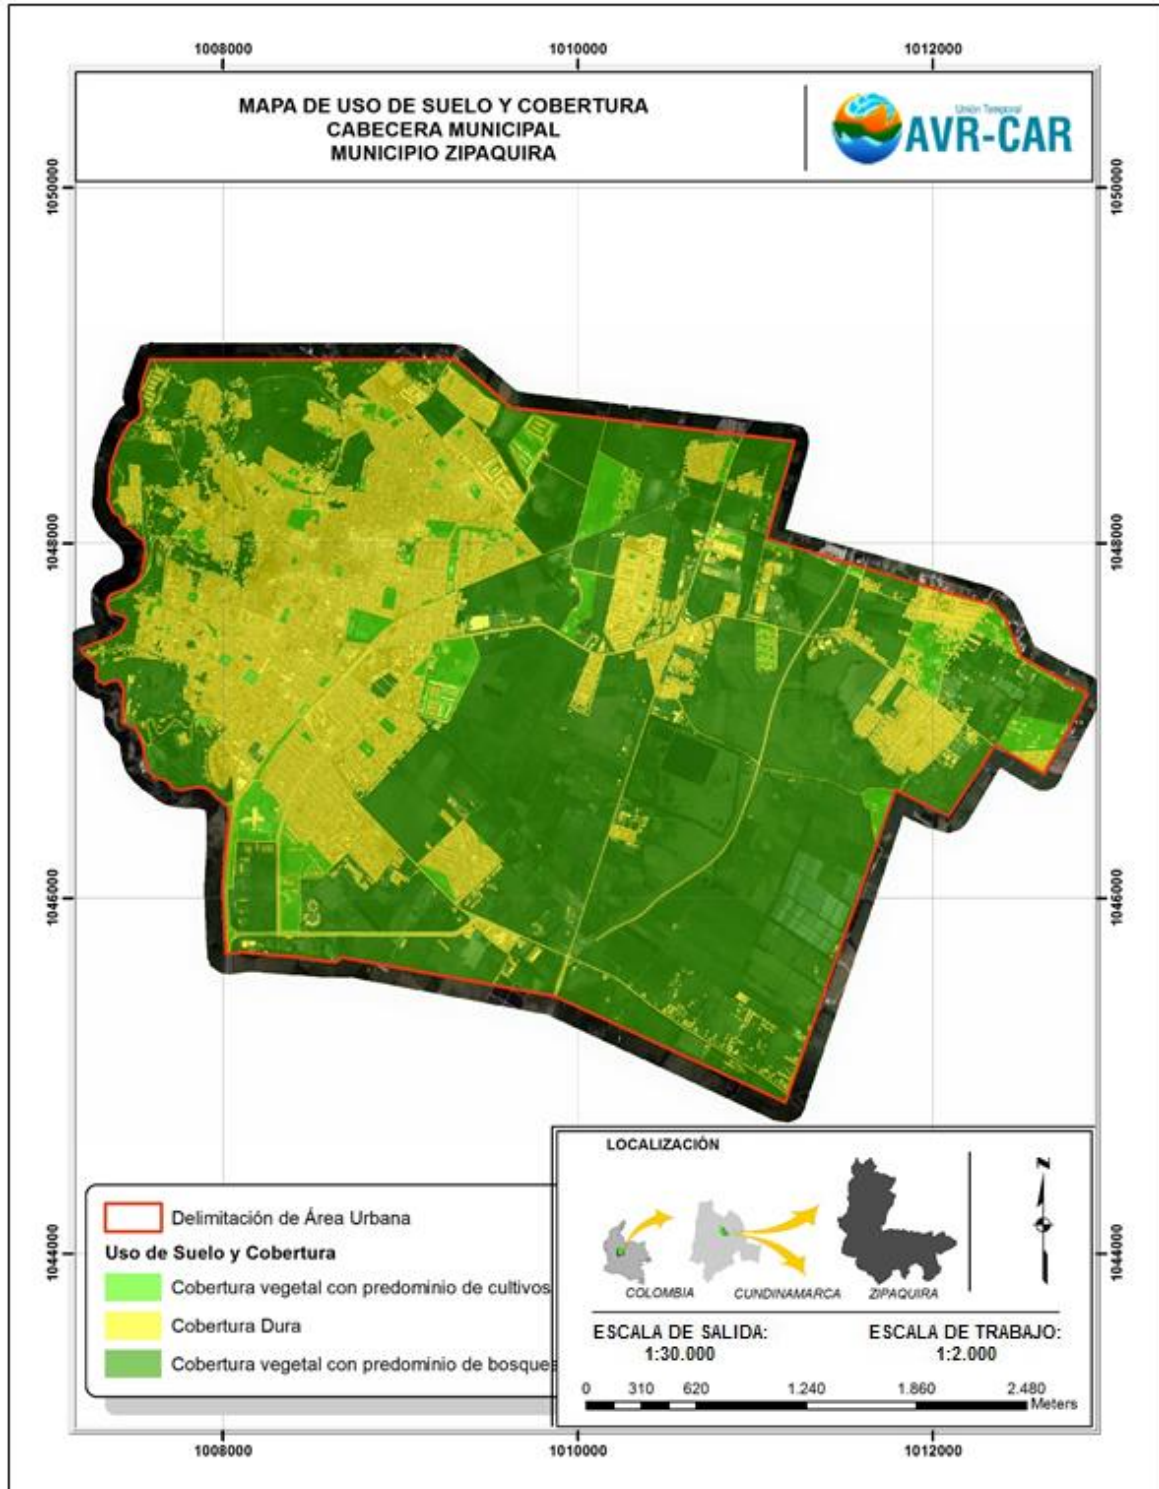 1008000 1010000 1012000
MAPA DE USO DE SUELO Y COBERTURA
CABECERA MUNICIPAL
MUNICIPIO ZIPAQUIRA
Unión Temporal
AVR-CAR
1050000 1050000
1048000 1048000
1046000 1046000
1044000 1044000
Delimitación de Área Urbana
Uso de Suelo y Cobertura
Cobertura vegetal con predominio de cultivos
Cobertura Dura
Cobertura vegetal con predominio de bosque
LOCALIZACIÓN
N
COLOMBIA CUNDINAMARCA ZIPAQUIRA
ESCALA DE SALIDA: ESCALA DE TRABAJO:
1:30.000 1:2.000
0 310 620 1.240 1.860 2.480
Meters
1008000 1010000 1012000